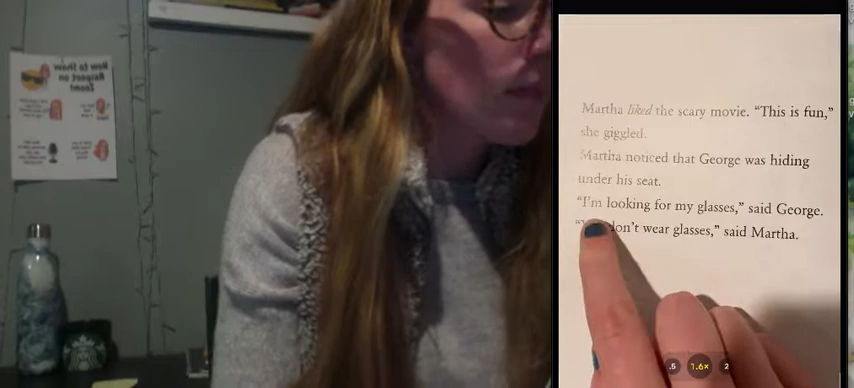 How to Show
Respect on
Zoom!
Martha liked the scary movie. “This is fun,”
she giggled.
Martha noticed that George was hiding
under his seat.
“I’m looking for my glasses,” said George.
don’t wear glasses,” said Martha.
.5 1.6× 2